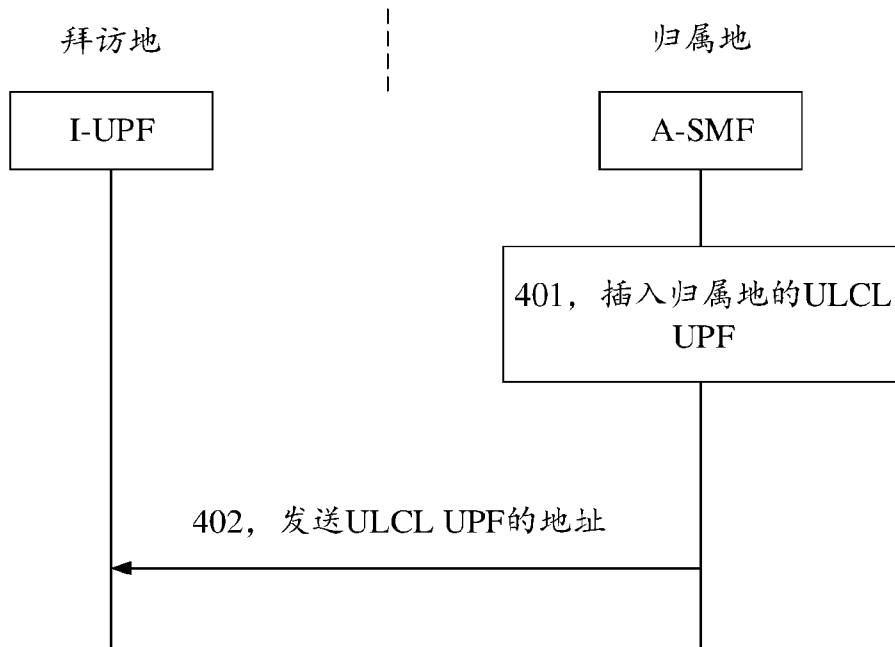 拜访地
归属地
I-UPF
A-SMF
401，插入归属地的ULCL
UPF
402，发送ULCL UPF的地址